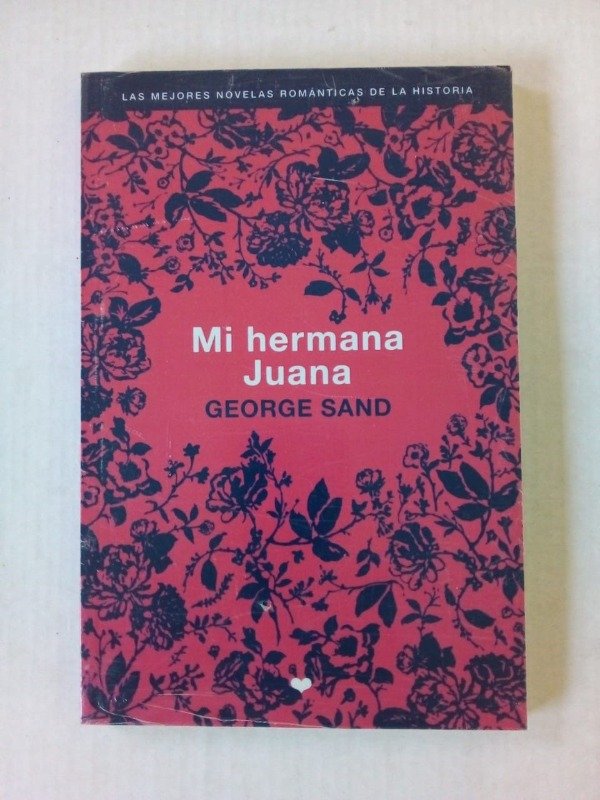 LAS MEJORES NOVELAS ROMÁNTICAS DE LA HISTORIA
Mi hermana
Juana
GEORGE SAND